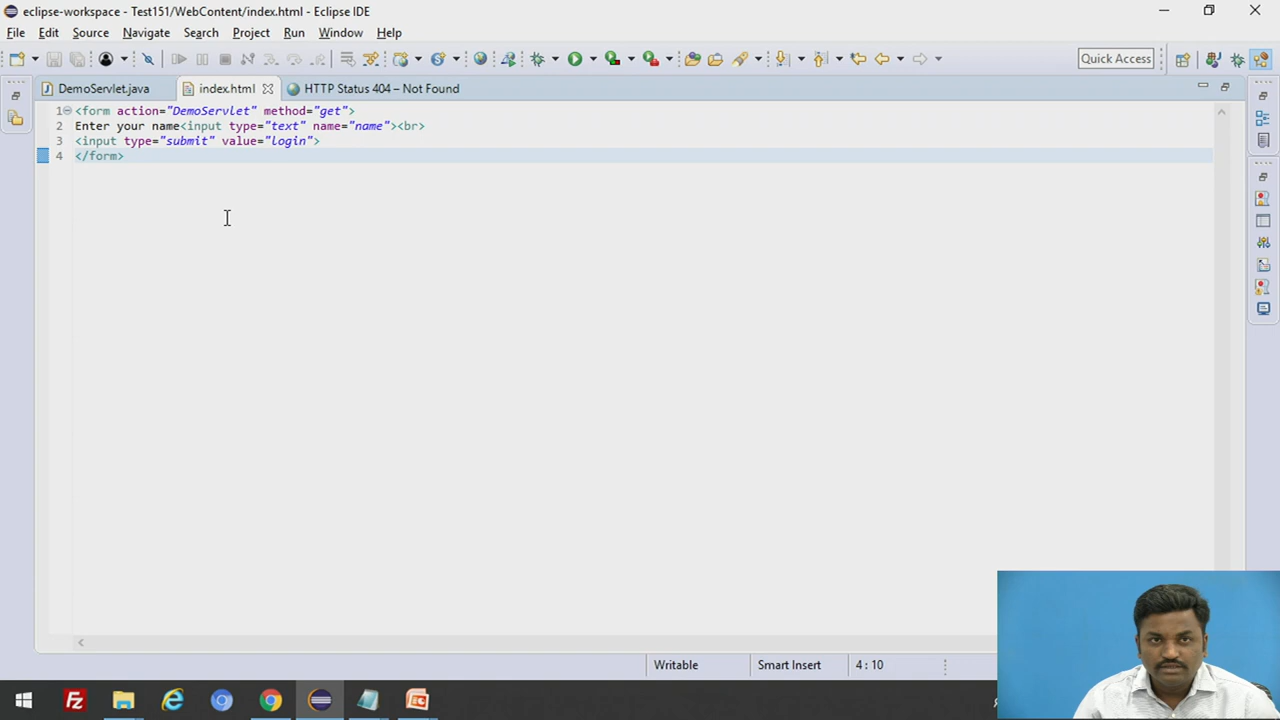 eclipse-workspace - Test151/WebContent/index.html - Eclipse IDE
File Edit Source Navigate Search Project Run Window Help
Quick Access
DemoServlet.java index.html HTTP Status 404 – Not Found
1 <form action="DemoServlet" method="get">
2 Enter your name<input type="text" name="name"><br>
3 <input type="submit" value="login">
4 </form>
Writable Smart Insert 4 : 10